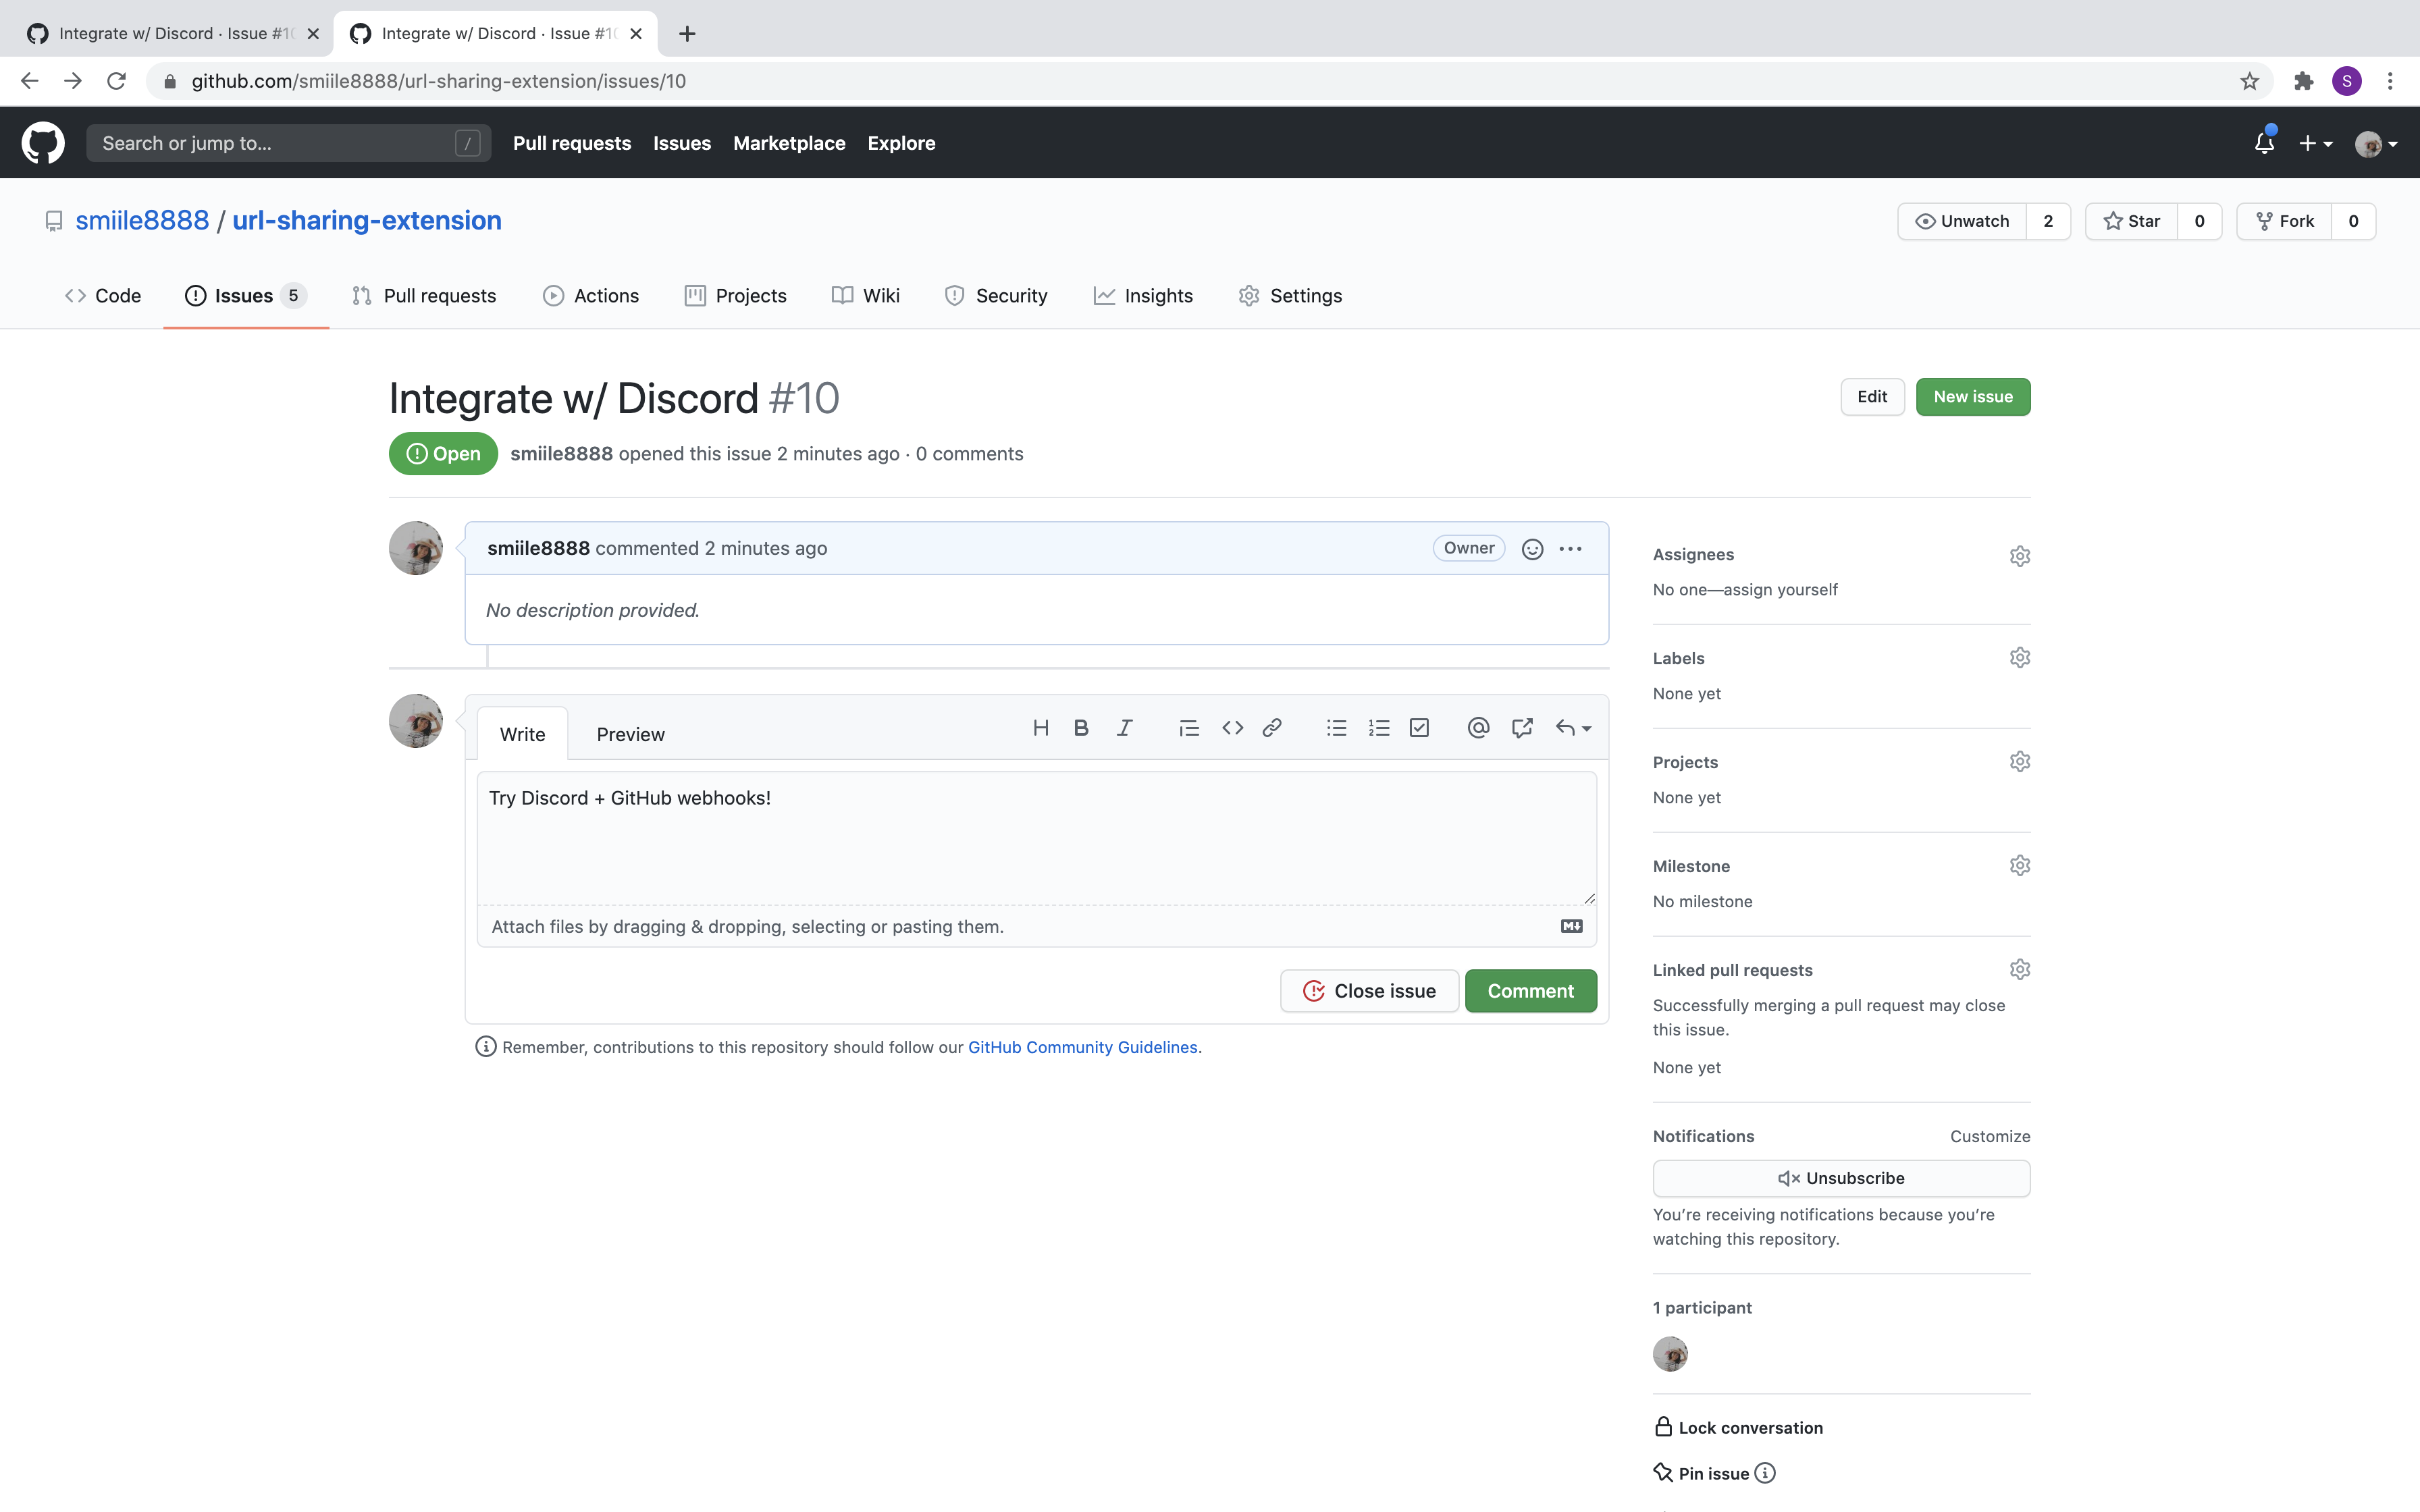 Integrate w/ Discord · Issue #10
Integrate w/ Discord · Issue #10
github.com/smiile8888/url-sharing-extension/issues/10
S
Search or jump to...
/
Pull requests
Issues
Marketplace
Explore
smiile8888 / url-sharing-extension
Unwatch 2
Star 0
Fork 0
Code
Issues 5
Pull requests
Actions
Projects
Wiki
Security
Insights
Settings
Integrate w/ Discord #10
Edit
New issue
Open
smiile8888 opened this issue 2 minutes ago · 0 comments
smiile8888 commented 2 minutes ago
Owner
No description provided.
Write
Preview
Try Discord + GitHub webhooks!
Attach files by dragging & dropping, selecting or pasting them.
Close issue
Comment
Remember, contributions to this repository should follow our GitHub Community Guidelines.
Assignees
No one—assign yourself
Labels
None yet
Projects
None yet
Milestone
No milestone
Linked pull requests
Successfully merging a pull request may close
this issue.
None yet
Notifications
Customize
Unsubscribe
You’re receiving notifications because you’re
watching this repository.
1 participant
Lock conversation
Pin issue